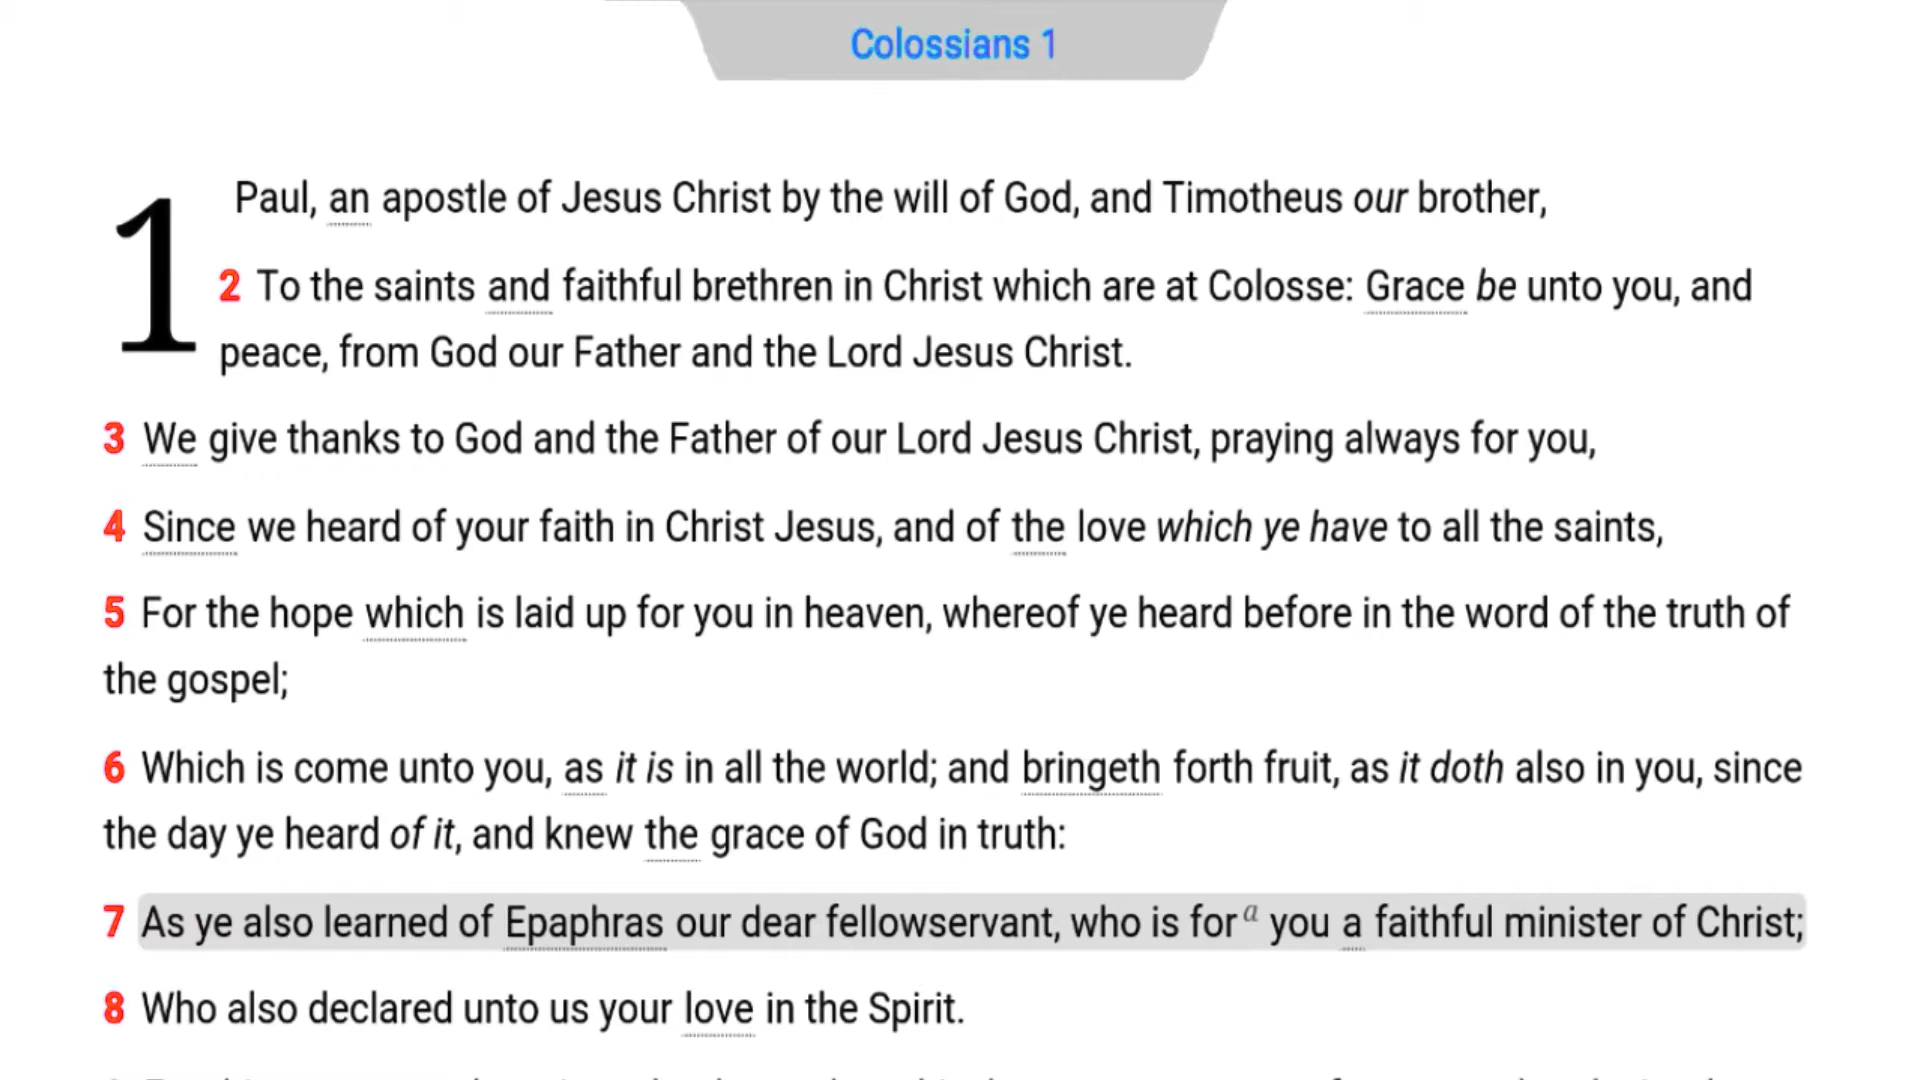 Colossians 1
1 Paul, an apostle of Jesus Christ by the will of God, and Timotheus our brother,
2 To the saints and faithful brethren in Christ which are at Colosse: Grace be unto you, and
peace, from God our Father and the Lord Jesus Christ.
3 We give thanks to God and the Father of our Lord Jesus Christ, praying always for you,
4 Since we heard of your faith in Christ Jesus, and of the love which ye have to all the saints,
5 For the hope which is laid up for you in heaven, whereof ye heard before in the word of the truth of
the gospel;
6 Which is come unto you, as it is in all the world; and bringeth forth fruit, as it doth also in you, since
the day ye heard of it, and knew the grace of God in truth:
7 As ye also learned of Epaphras our dear fellowservant, who is for a you a faithful minister of Christ;
8 Who also declared unto us your love in the Spirit.